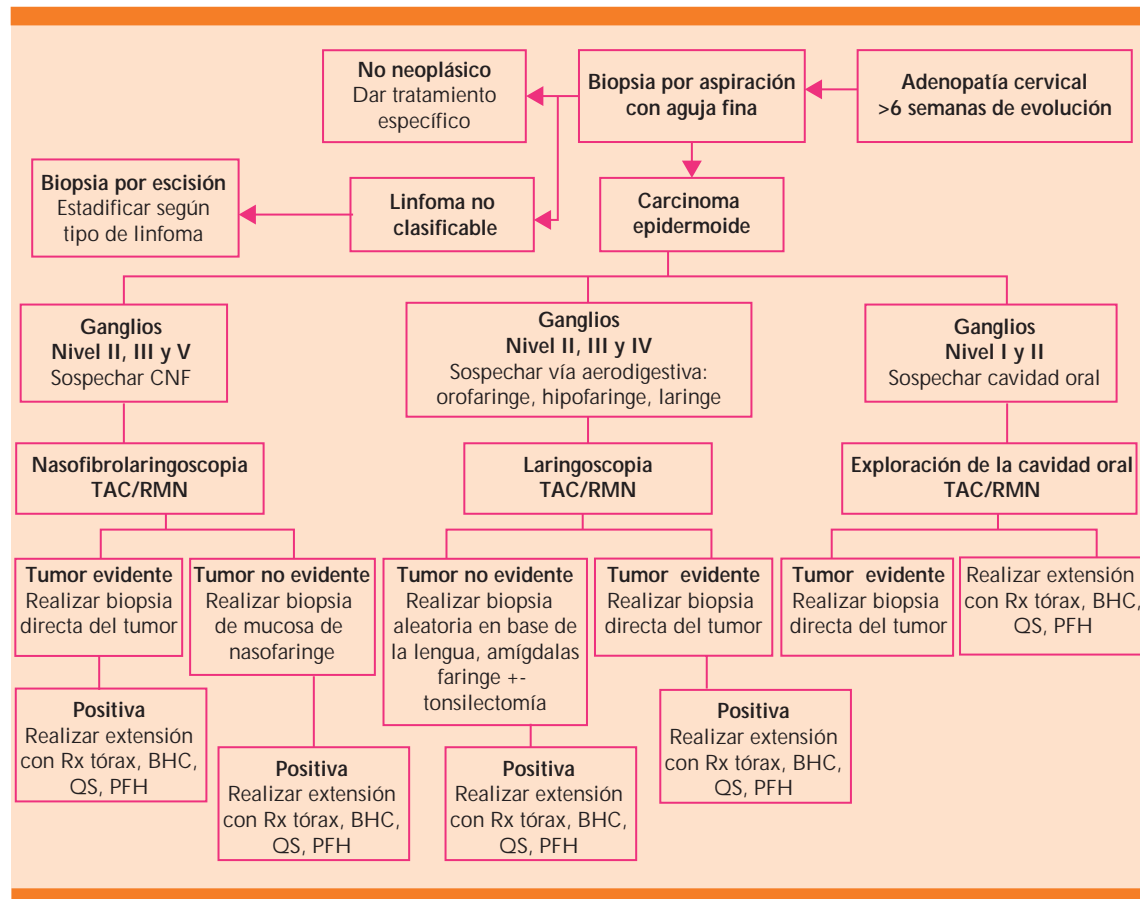 No neoplásico
Dar tratamiento
específico
Biopsia por aspiración
con aguja fina
Adenopatía cervical
>6 semanas de evolución
Biopsia por escisión
Estadificar según
tipo de linfoma
Linfoma no
clasificable
Carcinoma
epidermoide
Ganglios
Nivel II, III y V
Sospechar CNF
Ganglios
Nivel II, III y IV
Sospechar vía aerodigestiva:
orofaringe, hipofaringe, laringe
Ganglios
Nivel I y II
Sospechar cavidad oral
Nasofibrolaringoscopia
TAC/RMN
Laringoscopia
TAC/RMN
Exploración de la cavidad oral
TAC/RMN
Tumor evidente
Realizar biopsia
directa del tumor
Tumor no evidente
Realizar biopsia
de mucosa de
nasofaringe
Tumor no evidente
Realizar biopsia
aleatoria en base de
la lengua, amígdalas
faringe +-
tonsilectomía
Tumor evidente
Realizar biopsia
directa del tumor
Tumor evidente
Realizar biopsia
directa del tumor
Realizar extensión
con Rx tórax, BHC,
QS, PFH
Positiva
Realizar extensión
con Rx tórax, BHC,
QS, PFH
Positiva
Realizar extensión
con Rx tórax, BHC,
QS, PFH
Positiva
Realizar extensión
con Rx tórax, BHC,
QS, PFH
Positiva
Realizar extensión
con Rx tórax, BHC,
QS, PFH